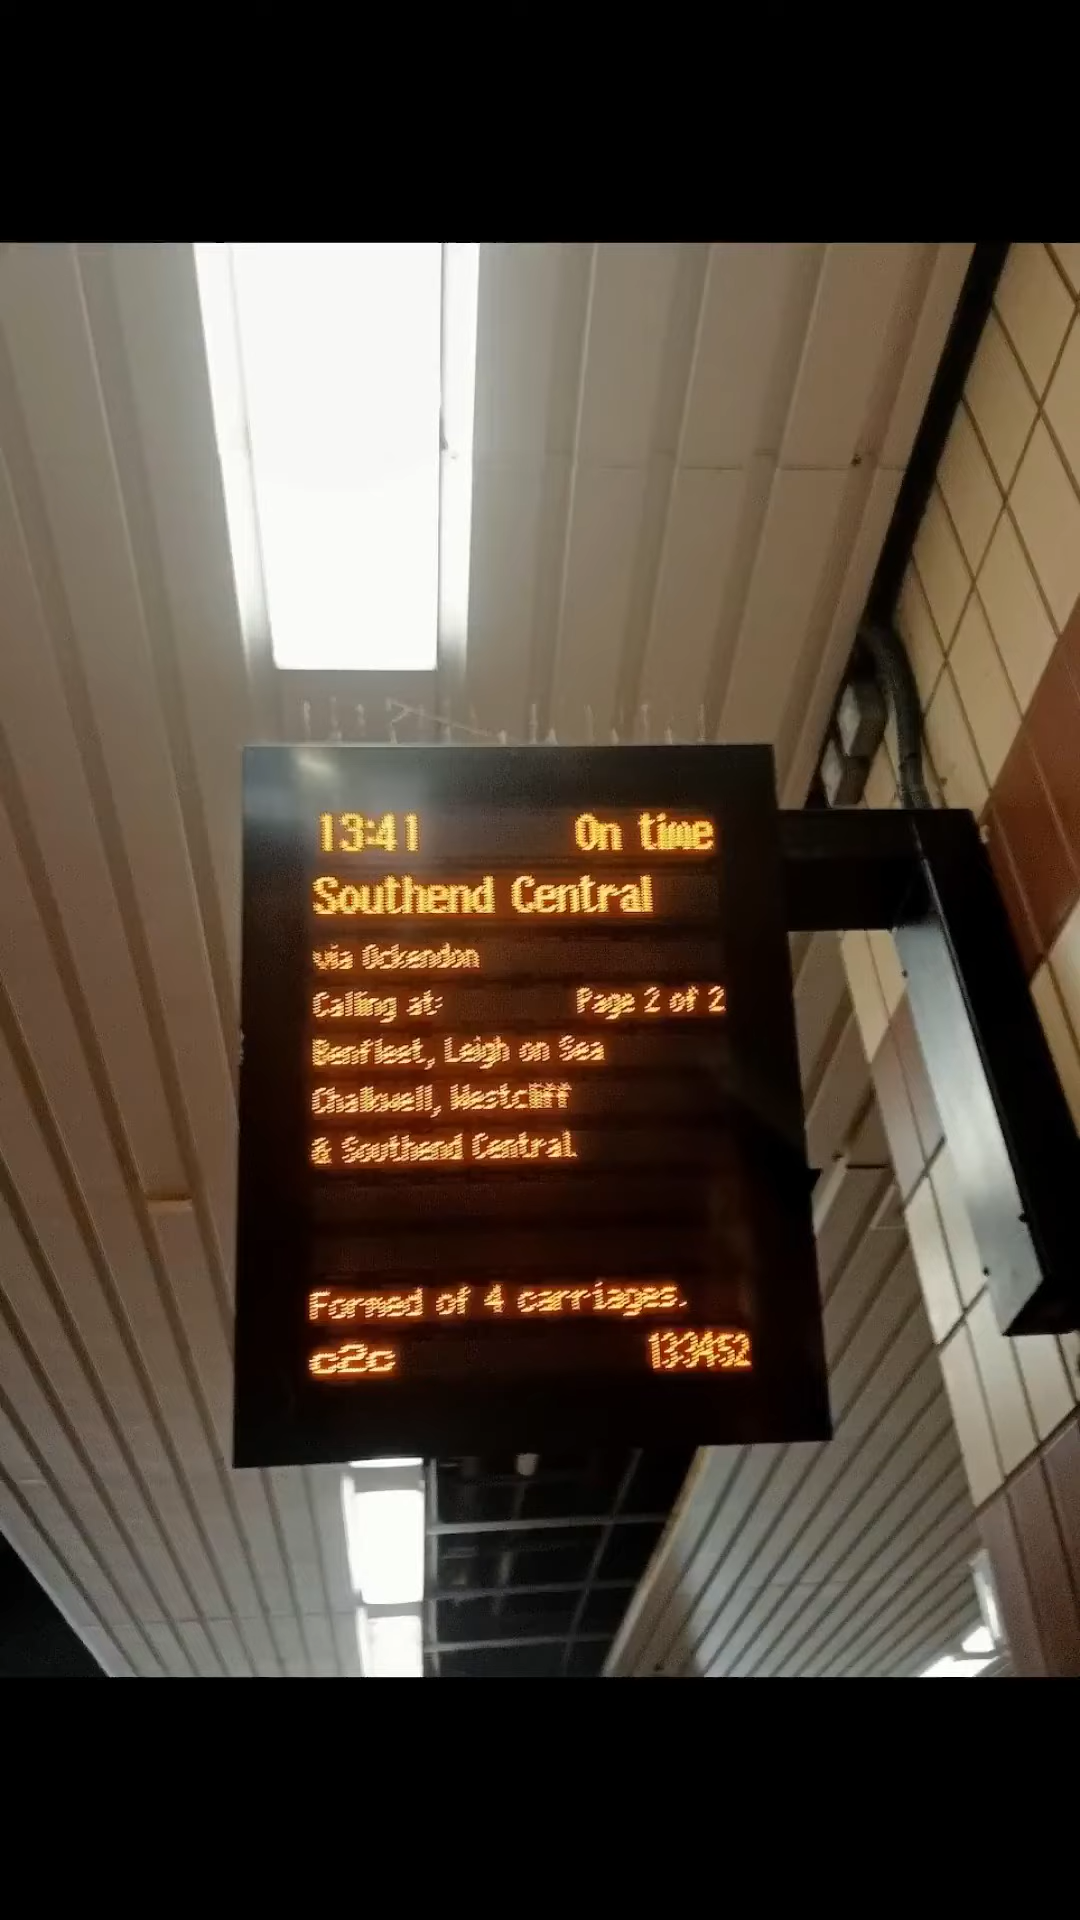 13:41 On time
Southend Central
via Ockendon
Calling at: Page 2 of 2
Benfleet, Leigh on Sea
Chalkwell, Westcliff
& Southend Central.
Formed of 4 carriages.
c2c 133452